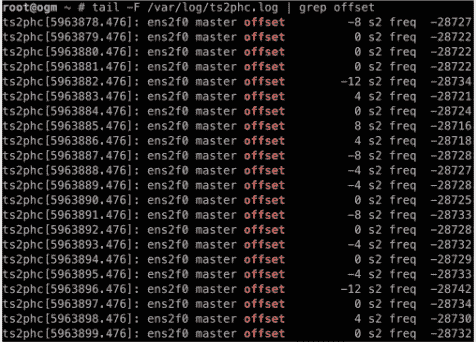 root@ogm ~ # tail -F /var/log/ts2phc.log | grep offset
ts2phc[5963878.476]: ens2f0 master offset -8 s2 freq -28727
ts2phc[5963879.476]: ens2f0 master offset 0 s2 freq -28722
ts2phc[5963880.476]: ens2f0 master offset 0 s2 freq -28722
ts2phc[5963881.476]: ens2f0 master offset 0 s2 freq -28722
ts2phc[5963882.476]: ens2f0 master offset -12 s2 freq -28734
ts2phc[5963883.476]: ens2f0 master offset 4 s2 freq -28721
ts2phc[5963884.476]: ens2f0 master offset 0 s2 freq -28724
ts2phc[5963885.476]: ens2f0 master offset 8 s2 freq -28716
ts2phc[5963886.476]: ens2f0 master offset 4 s2 freq -28718
ts2phc[5963887.476]: ens2f0 master offset -8 s2 freq -28728
ts2phc[5963888.476]: ens2f0 master offset -4 s2 freq -28727
ts2phc[5963889.476]: ens2f0 master offset -4 s2 freq -28728
ts2phc[5963890.476]: ens2f0 master offset 0 s2 freq -28725
ts2phc[5963891.476]: ens2f0 master offset -8 s2 freq -28733
ts2phc[5963892.476]: ens2f0 master offset 0 s2 freq -28728
ts2phc[5963893.476]: ens2f0 master offset -4 s2 freq -28732
ts2phc[5963894.476]: ens2f0 master offset 0 s2 freq -28729
ts2phc[5963895.476]: ens2f0 master offset -4 s2 freq -28733
ts2phc[5963896.476]: ens2f0 master offset -12 s2 freq -28742
ts2phc[5963897.476]: ens2f0 master offset 0 s2 freq -28734
ts2phc[5963898.476]: ens2f0 master offset 4 s2 freq -28730
ts2phc[5963899.476]: ens2f0 master offset 0 s2 freq -28732